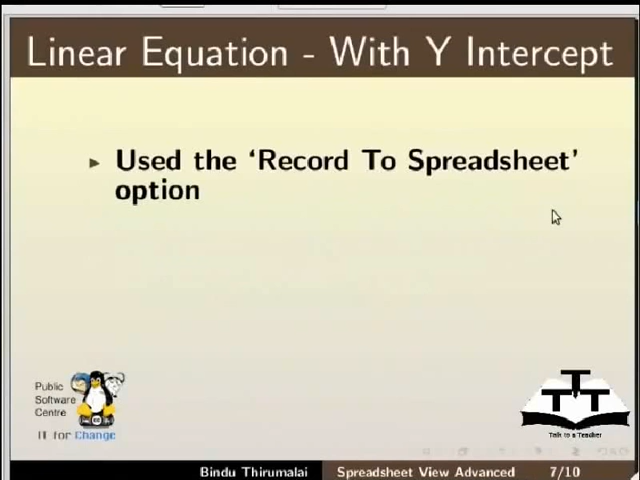 Linear Equation - With Y Intercept
Used the ‘Record To Spreadsheet’
option
Public
Software
Centre
IT for Change
TTT
Talk to a Teacher
Bindu Thirumalai Spreadsheet View Advanced 7/10